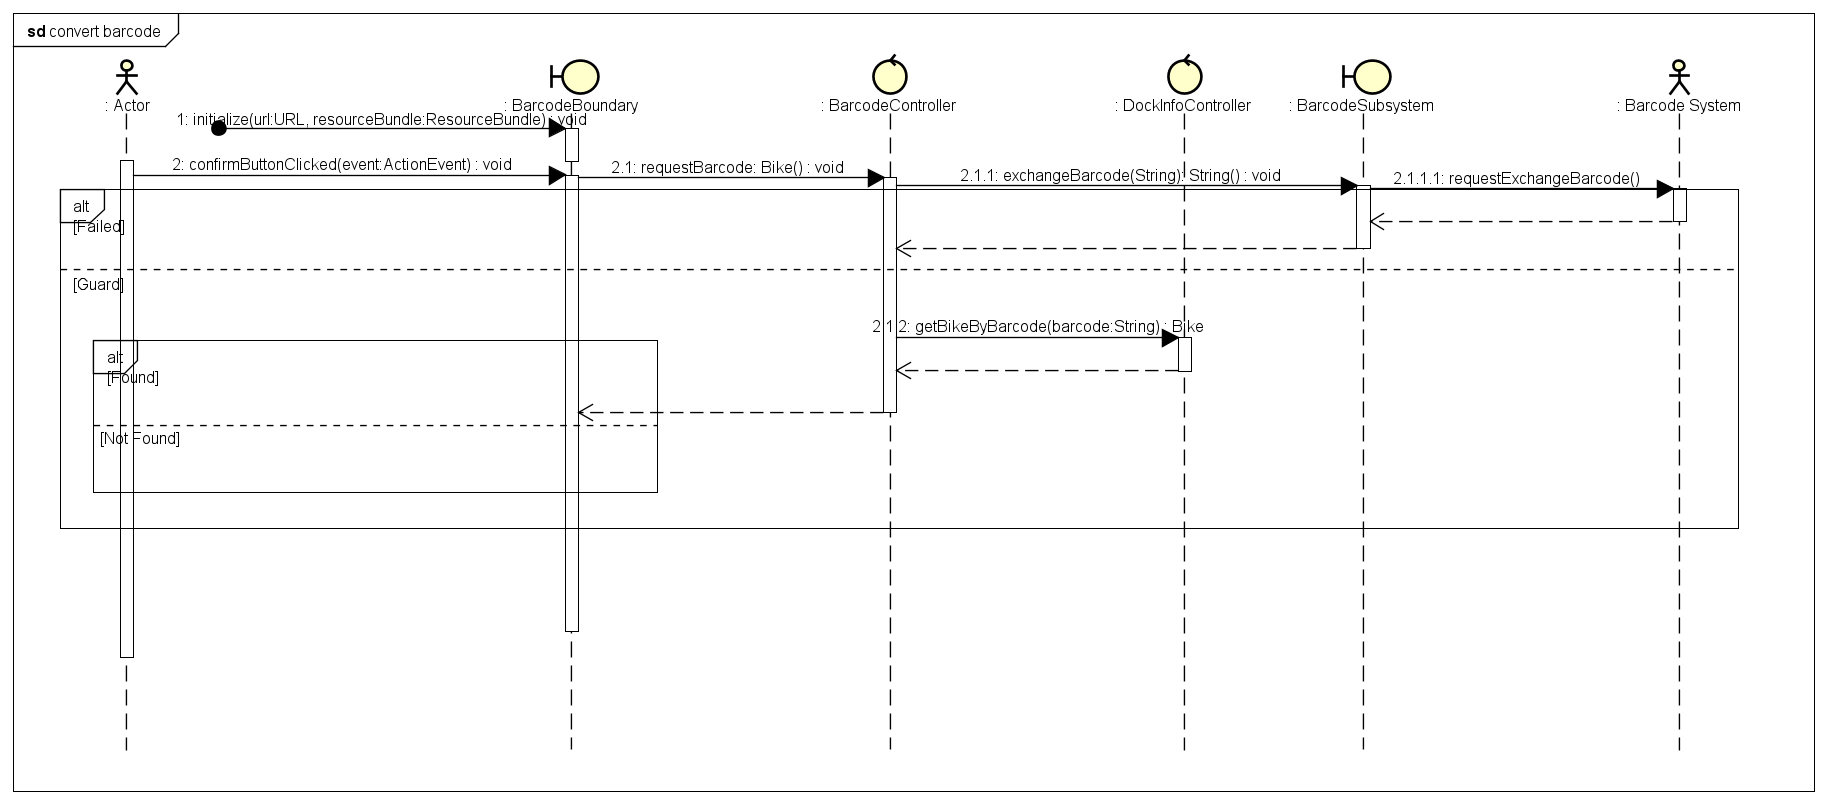 sd convert barcode
: Actor
: BarcodeBoundary
: BarcodeController
: DockInfoController
: BarcodeSubsystem
: Barcode System
1: initialize(url:URL, resourceBundle:ResourceBundle) : void
2: confirmButtonClicked(event:ActionEvent) : void
2.1: requestBarcode: Bike() : void
2.1.1: exchangeBarcode(String): String() : void
2.1.1.1: requestExchangeBarcode()
alt
[Failed]
[Guard]
2.1.2: getBikeByBarcode(barcode:String) : Bike
alt
[Found]
[Not Found]